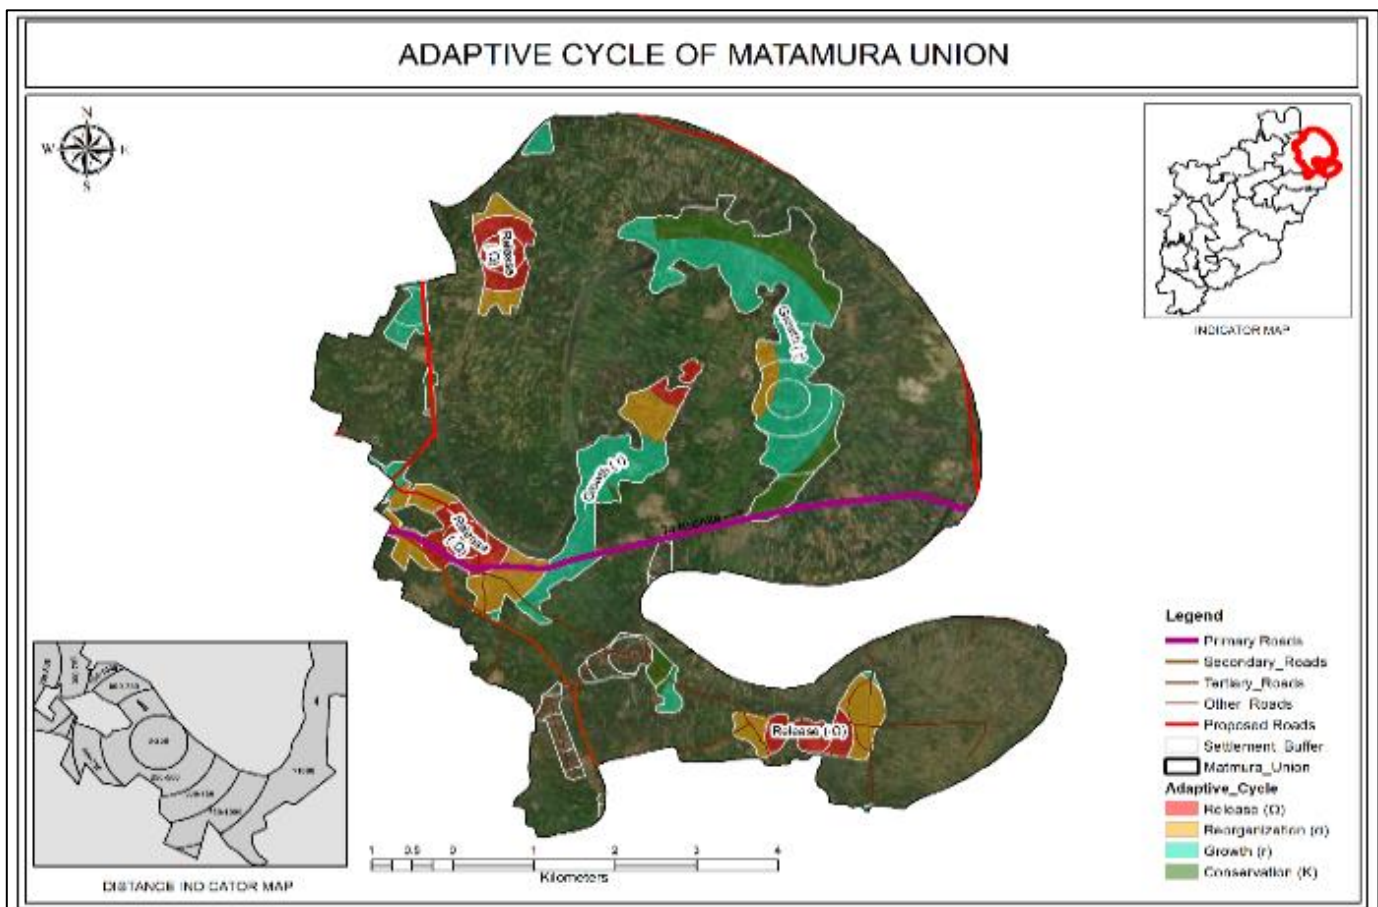 ADAPTIVE CYCLE OF MATAMURA UNION
N
W
E
S
INDICATOR MAP
Release
(Ω)
Growth (r)
Growth (r)
Release
(Ω)
Release (Ω)
Legend
Primary Roads
Secondary_Roads
Tertiary_Roads
Other_Roads
Proposed Roads
Settlement_Buffer
Matmura_Union
Adaptive_Cycle
Release (Ω)
Reorganization (α)
Growth (r)
Conservation (K)
>1000
DISTANCE INDICATOR MAP
1 0.5 0 1 2 3 4
Kilometers